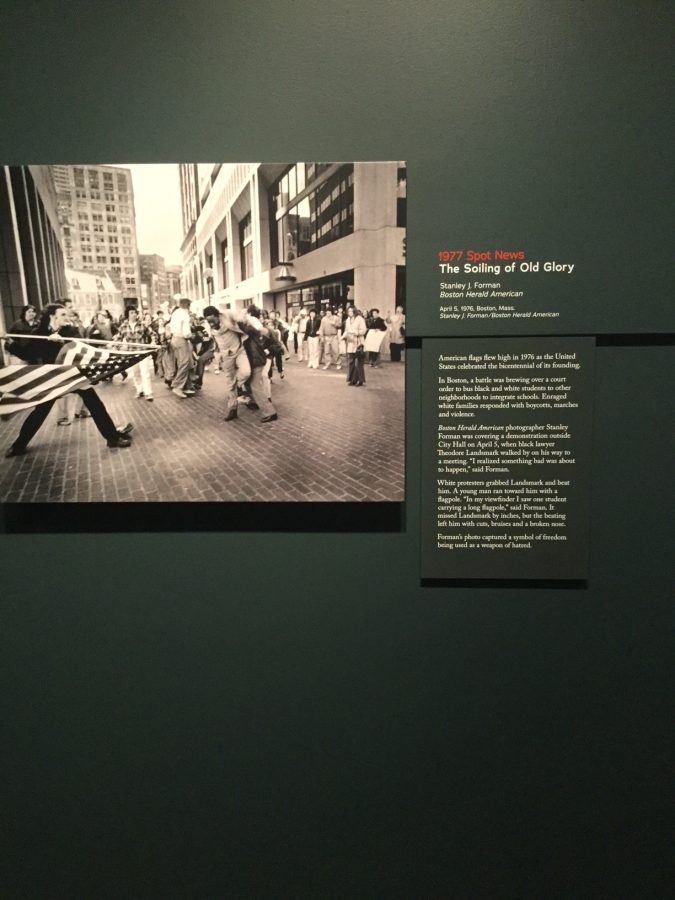 1977 Spot News
The Soiling of Old Glory
Stanley J. Forman
Boston Herald American
April 5, 1976, Boston, Mass.
Stanley J. Forman/Boston Herald American
American flags flew high in 1976 as the United
States celebrated the bicentennial of its founding.
In Boston, a battle was brewing over a court
order to bus black and white students to other
neighborhoods to integrate schools. Enraged
white families responded with boycotts, marches
and violence.
Boston Herald American photographer Stanley
Forman was covering a demonstration outside
City Hall on April 5, when black lawyer
Theodore Landsmark walked by on his way to
a meeting. “I realized something bad was about
to happen,” said Forman.
White protesters grabbed Landsmark and beat
him. A young man ran toward him with a
flagpole. “In my viewfinder I saw one student
carrying a long flagpole,” said Forman. It
missed Landsmark by inches, but the beating
left him with cuts, bruises and a broken nose.
Forman’s photo captured a symbol of freedom
being used as a weapon of hatred.